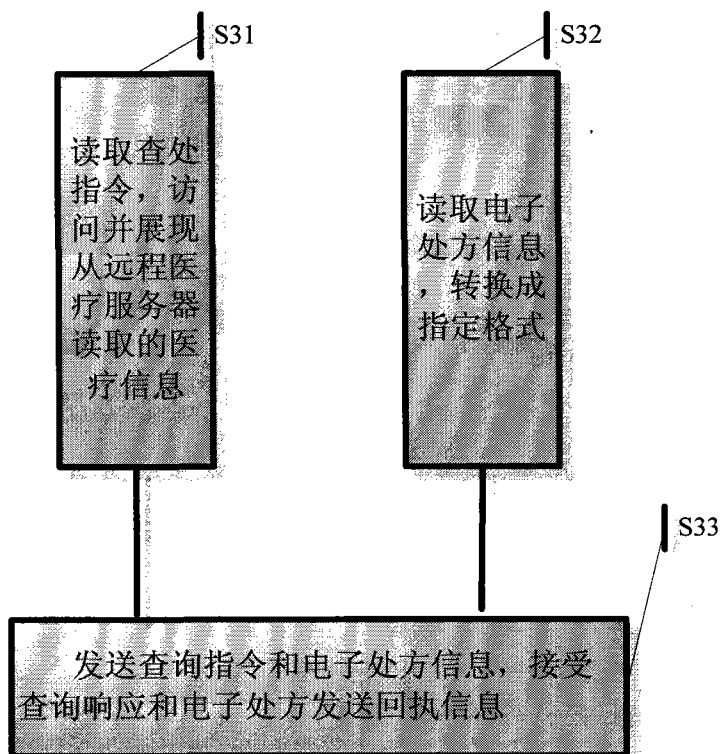 S31
读取查处
指令，访
问并展现
从远程医
疗服务器
读取的医
疗信息
S32
读取电子
处方信息
，转换成
指定格式
S33
发送查询指令和电子处方信息，接受
查询响应和电子处方发送回执信息